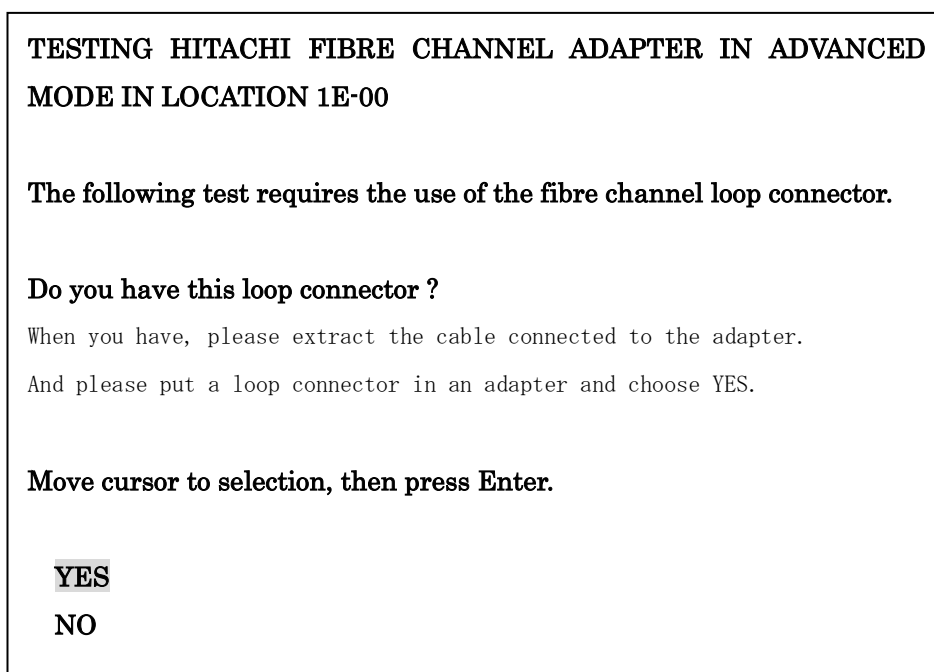 TESTING HITACHI FIBRE CHANNEL ADAPTER IN ADVANCED
MODE IN LOCATION 1E-00
The following test requires the use of the fibre channel loop connector.
Do you have this loop connector ?
When you have, please extract the cable connected to the adapter.
And please put a loop connector in an adapter and choose YES.
Move cursor to selection, then press Enter.
YES
NO